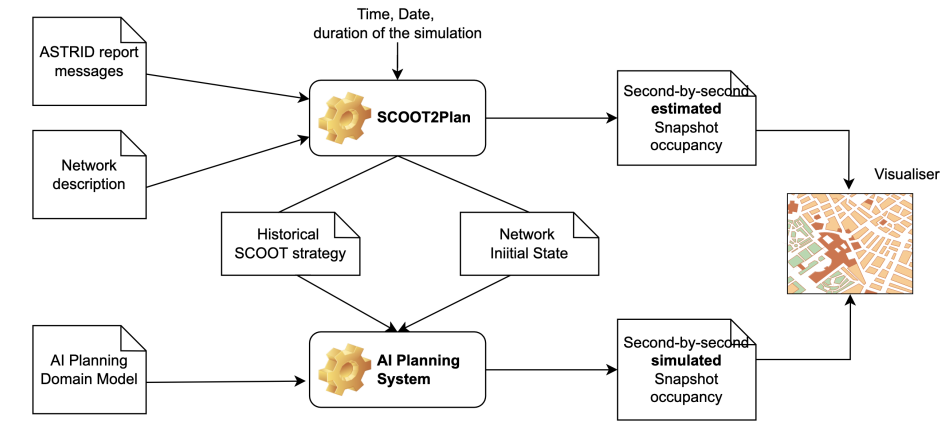 Time, Date,
duration of the simulation
ASTRID report
messages
SCOOT2Plan
Second-by-second
estimated
Snapshot
occupancy
Network
description
Visualiser
Historical
SCOOT strategy
Network
Iniitial State
AI Planning
Domain Model
AI Planning
System
Second-by-second
simulated
Snapshot
occupancy